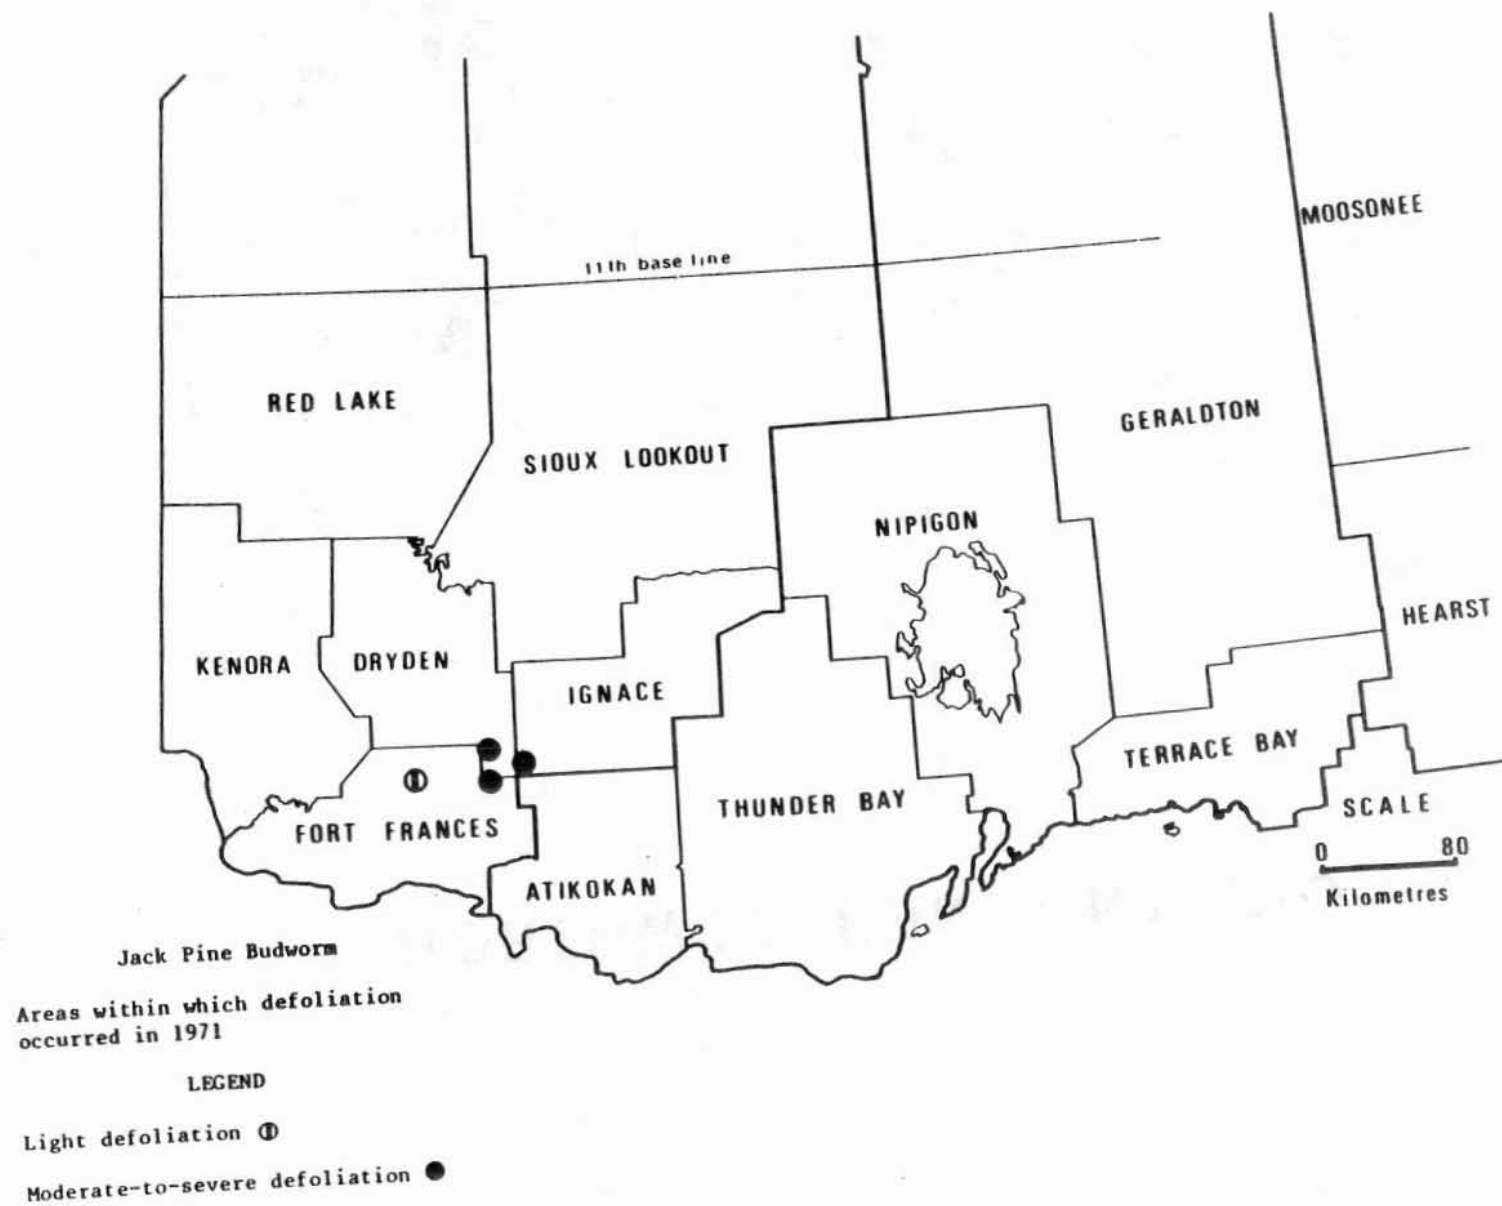 MOOSONEE
11th base line
RED LAKE
GERALDTON
SIOUX LOOKOUT
NIPIGON
HEARST
KENORA
DRYDEN
IGNACE
TERRACE BAY
THUNDER BAY
SCALE
FORT FRANCES
0 80
Kilometres
ATIKOKAN
Jack Pine Budworm
Areas within which defoliation
occurred in 1971
LEGEND
Light defoliation
Moderate-to-severe defoliation